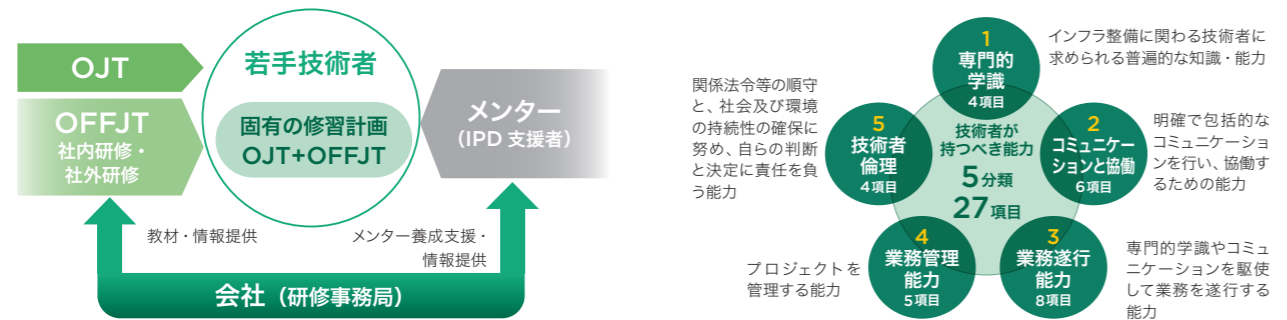 OJT
OFFJT
社内研修・
社外研修
若手技術者
固有の修習計画
OJT+OFFJT
メンター
(IPD 支援者)
教材・情報提供
メンター養成支援・
情報提供
会社（研修事務局）
1
専門的
学識
4項目
インフラ整備に関わる技術者に
求められる普遍的な知識・能力
2
コミュニケー
ションと協働
6項目
明確で包括的な
コミュニケーショ
ンを行い、協働す
るための能力
3
業務遂行
能力
8項目
専門的学識やコミュ
ニケーションを駆使
して業務を遂行する
能力
4
業務管理
能力
5項目
プロジェクトを
管理する能力
5
技術者
倫理
4項目
関係法令等の順守
と、社会及び環境
の持続性の確保に
努め、自らの判断
と決定に責任を負
う能力
技術者が
持つべき能力
5分類
27項目